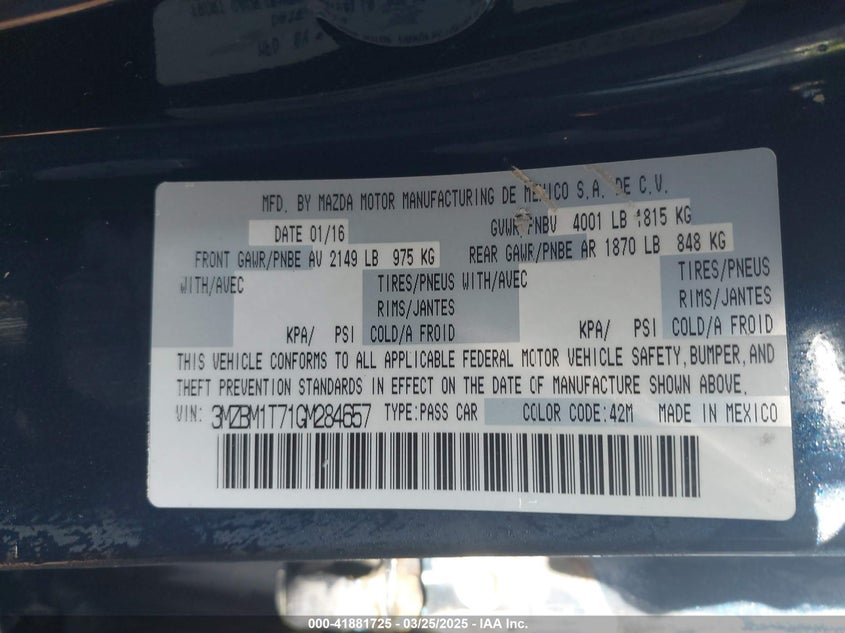 MFD. BY MAZDA MOTOR MANUFACTURING DE MEXICO S.A. DE C.V.
DATE 01/16 GVWR/PNBV 4001 LB 1815 KG
FRONT GAWR/PNBE AV 2149 LB 975 KG REAR GAWR/PNBE AR 1870 LB 848 KG
WITH/AVEC TIRES/PNEUS WITH/AVEC TIRES/PNEUS
RIMS/JANTES RIMS/JANTES
KPA/ PSI COLD/A FROID KPA/ PSI COLD/A FROID
THIS VEHICLE CONFORMS TO ALL APPLICABLE FEDERAL MOTOR VEHICLE SAFETY, BUMPER, AND
THEFT PREVENTION STANDARDS IN EFFECT ON THE DATE OF MANUFACTURE SHOWN ABOVE.
VIN: 3MZBM1T71GM284657 TYPE:PASS CAR COLOR CODE:42M MADE IN MEXICO
000-41881725 - 03/25/2025 - IAA Inc.